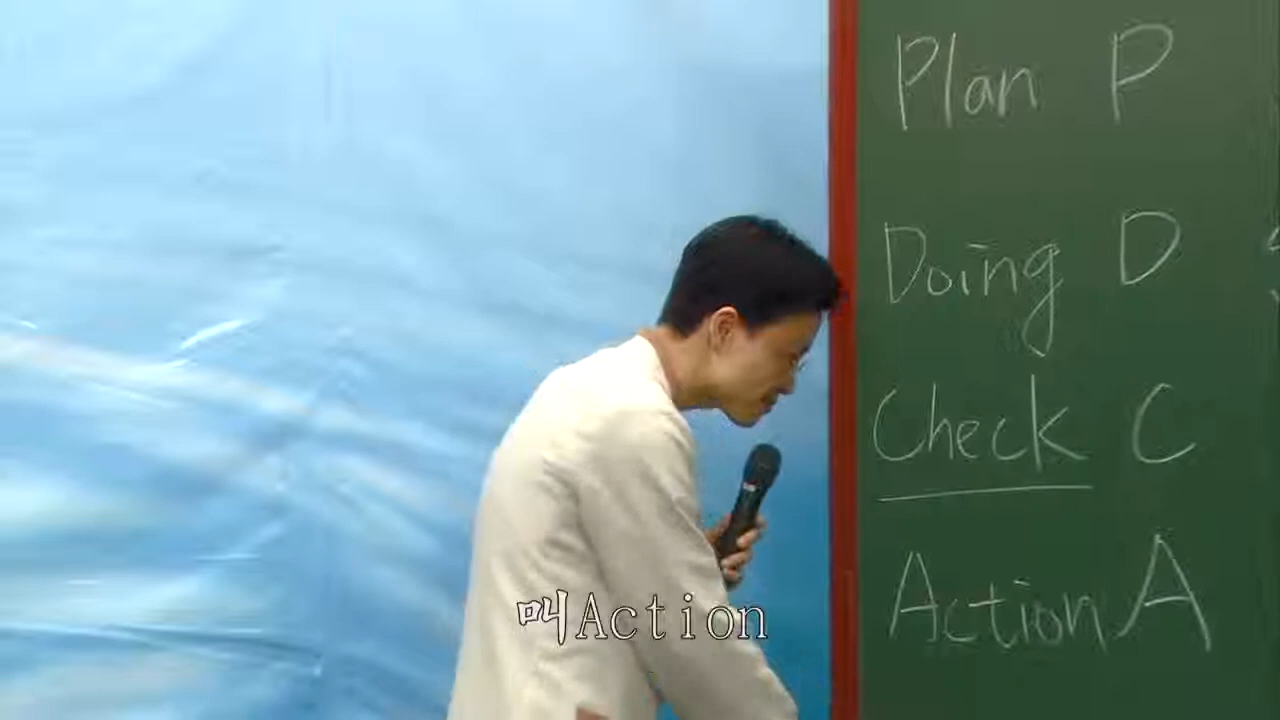 Plan P
Doing D
Check C
Action A
叫Action